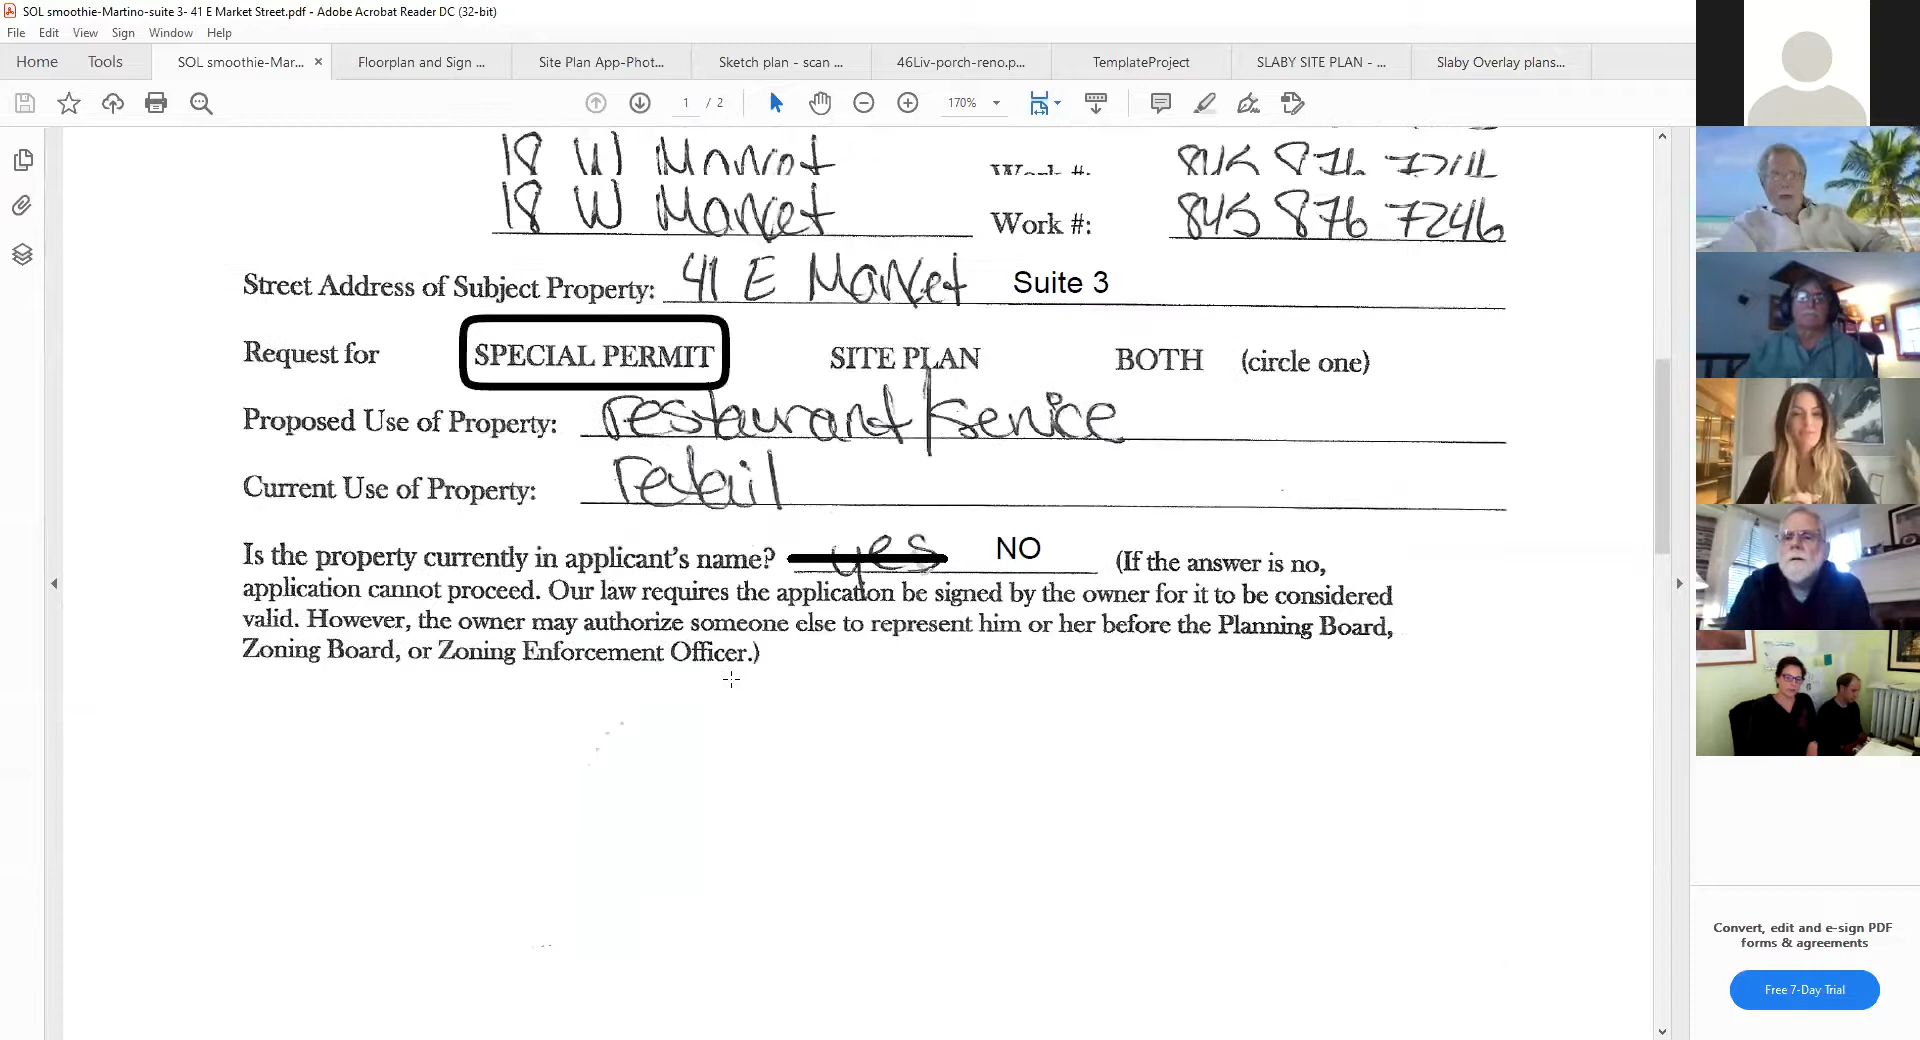 SOL smoothie-Martino-suite 3- 41 E Market Street.pdf - Adobe Acrobat Reader DC (32-bit)
File Edit View Sign Window Help
Home Tools SOL smoothie-Mar... × Floorplan and Sign ... Site Plan App-Phot... Sketch plan - scan ... 46Liv-porch-reno.p... TemplateProject SLABY SITE PLAN - ... Slaby Overlay plans...
1 / 2 170%
18 W Market Work #:
18 W Market Work #: 845 876 7246
Street Address of Subject Property: 41 E Market Suite 3
Request for SPECIAL PERMIT SITE PLAN BOTH (circle one)
Proposed Use of Property: restaurant/service
Current Use of Property: retail
Is the property currently in applicant's name? yes NO (If the answer is no,
application cannot proceed. Our law requires the application be signed by the owner for it to be considered
valid. However, the owner may authorize someone else to represent him or her before the Planning Board,
Zoning Board, or Zoning Enforcement Officer.)
Convert, edit and e-sign PDF
forms & agreements
Free 7-Day Trial